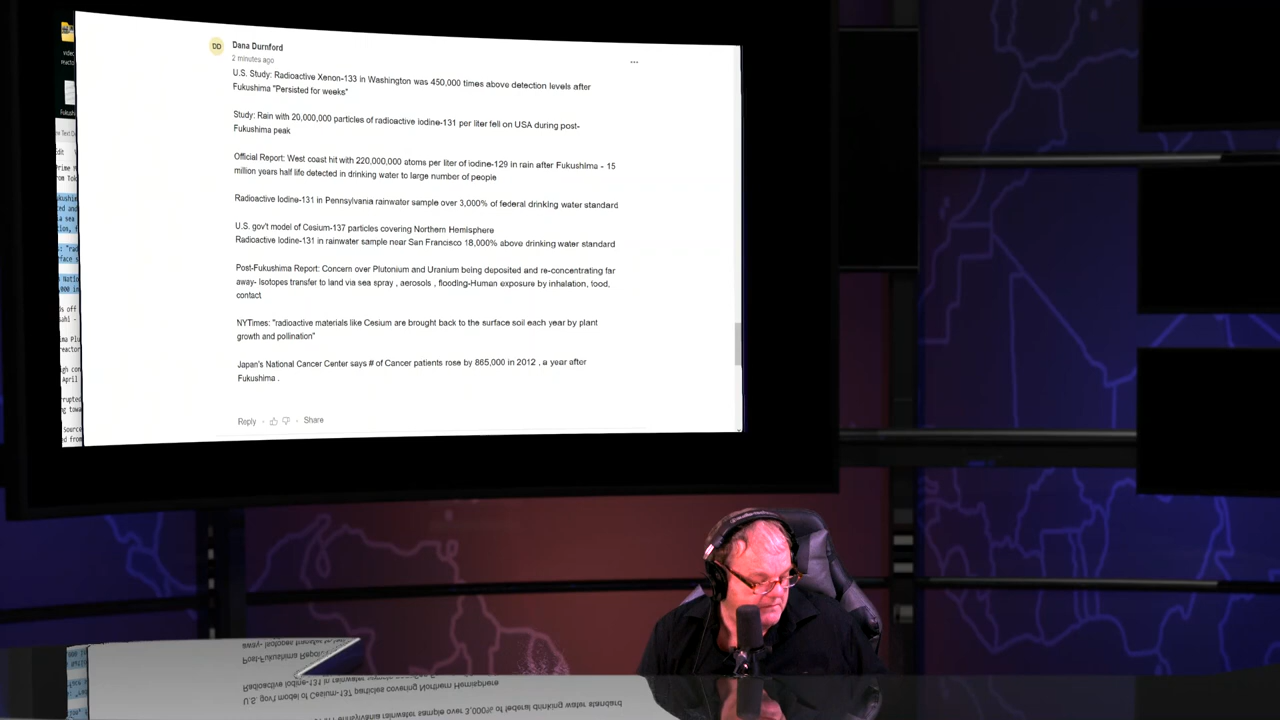 DD
Dana Durnford
2 minutes ago
...
U.S. Study: Radioactive Xenon-133 in Washington was 450,000 times above detection levels after
Fukushima "Persisted for weeks"
Study: Rain with 20,000,000 particles of radioactive Iodine-131 per liter fell on USA during post-
Fukushima peak
Official Report: West coast hit with 220,000,000 atoms per liter of iodine-129 in rain after Fukushima - 15
million years half life detected in drinking water to large number of people
Radioactive Iodine-131 in Pennsylvania rainwater sample over 3,000% of federal drinking water standard
U.S. gov't model of Cesium-137 particles covering Northern Hemisphere
Radioactive Iodine-131 in rainwater sample near San Francisco 18,000% above drinking water standard
Post-Fukushima Report: Concern over Plutonium and Uranium being deposited and re-concentrating far
away- Isotopes transfer to land via sea spray , aerosols , flooding-Human exposure by inhalation, food,
contact
NYTimes: "radioactive materials like Cesium are brought back to the surface soil each year by plant
growth and pollination"
Japan's National Cancer Center says # of Cancer patients rose by 865,000 in 2012 , a year after
Fukushima .
Reply
Share